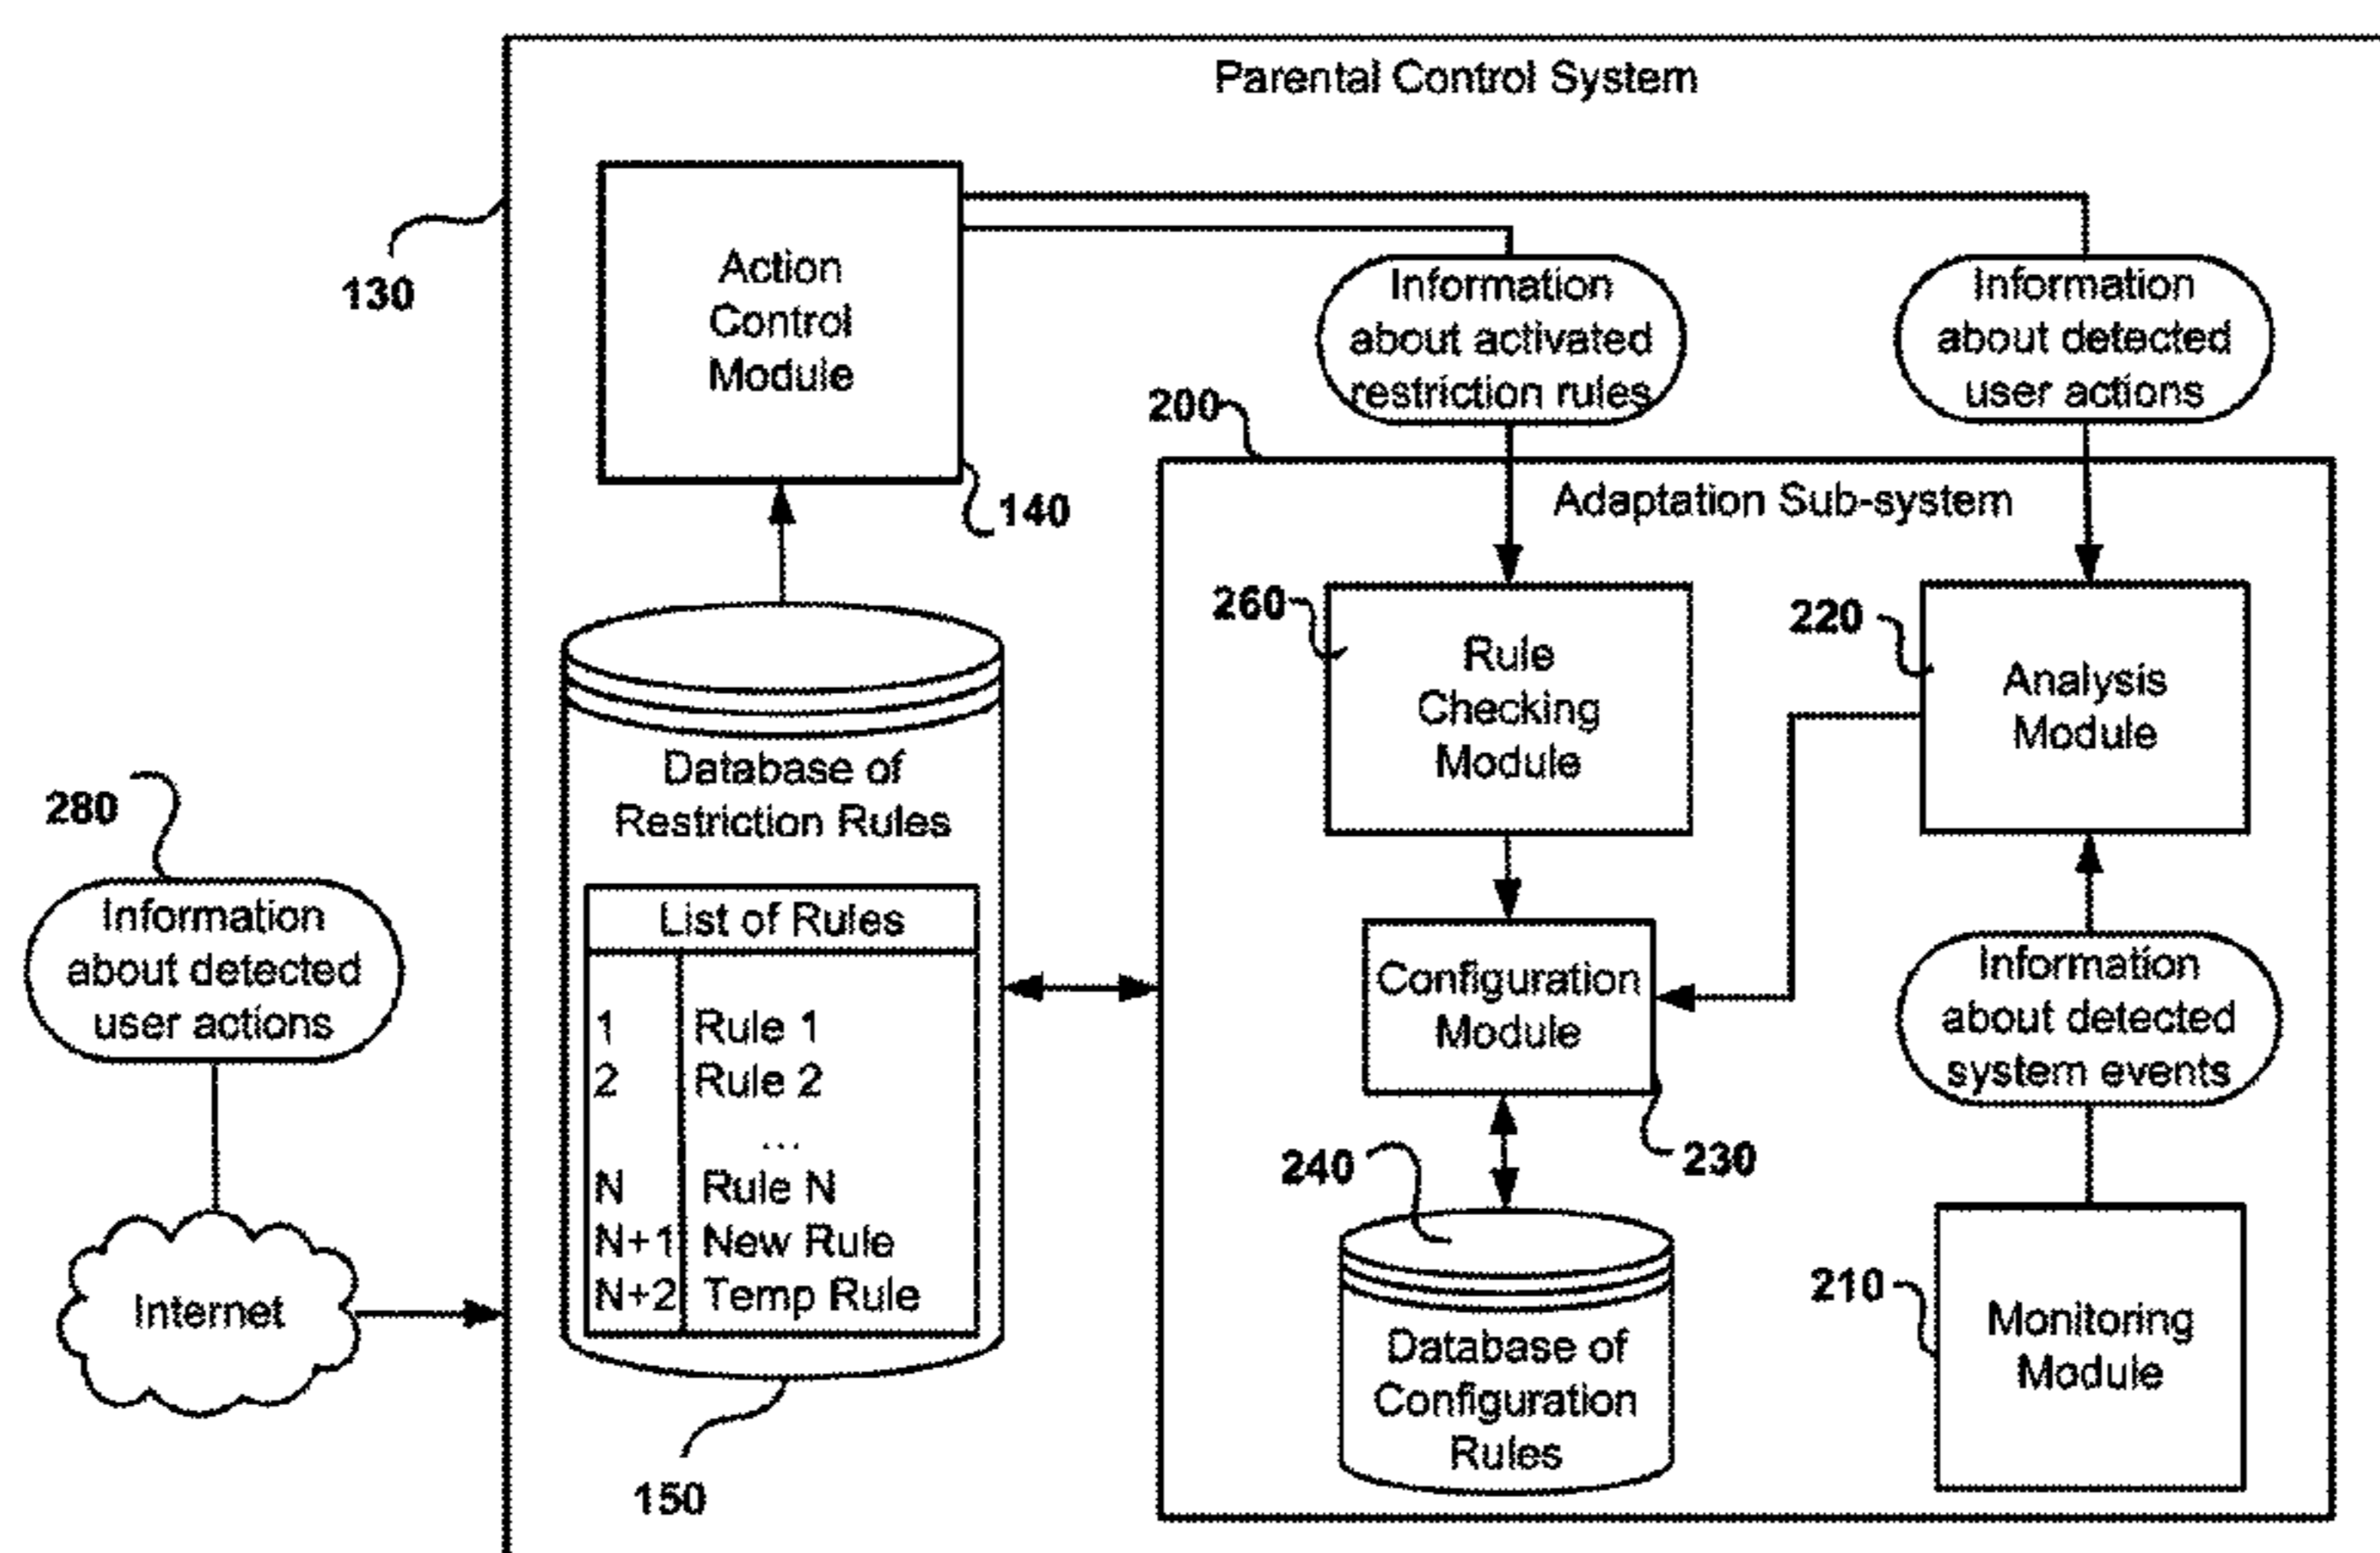 Parental Control System
Action
Control
Module
130
140
Information
about activated
restriction rules
Information
about detected
user actions
200
Adaptation Sub-system
260
Rule
Checking
Module
220
Analysis
Module
Database of
Restriction Rules
List of Rules
1 Rule 1
2 Rule 2
...
N Rule N
N+1 New Rule
N+2 Temp Rule
150
280
Information
about detected
user actions
Internet
Configuration
Module
230
Information
about detected
system events
240
Database of
Configuration
Rules
210
Monitoring
Module